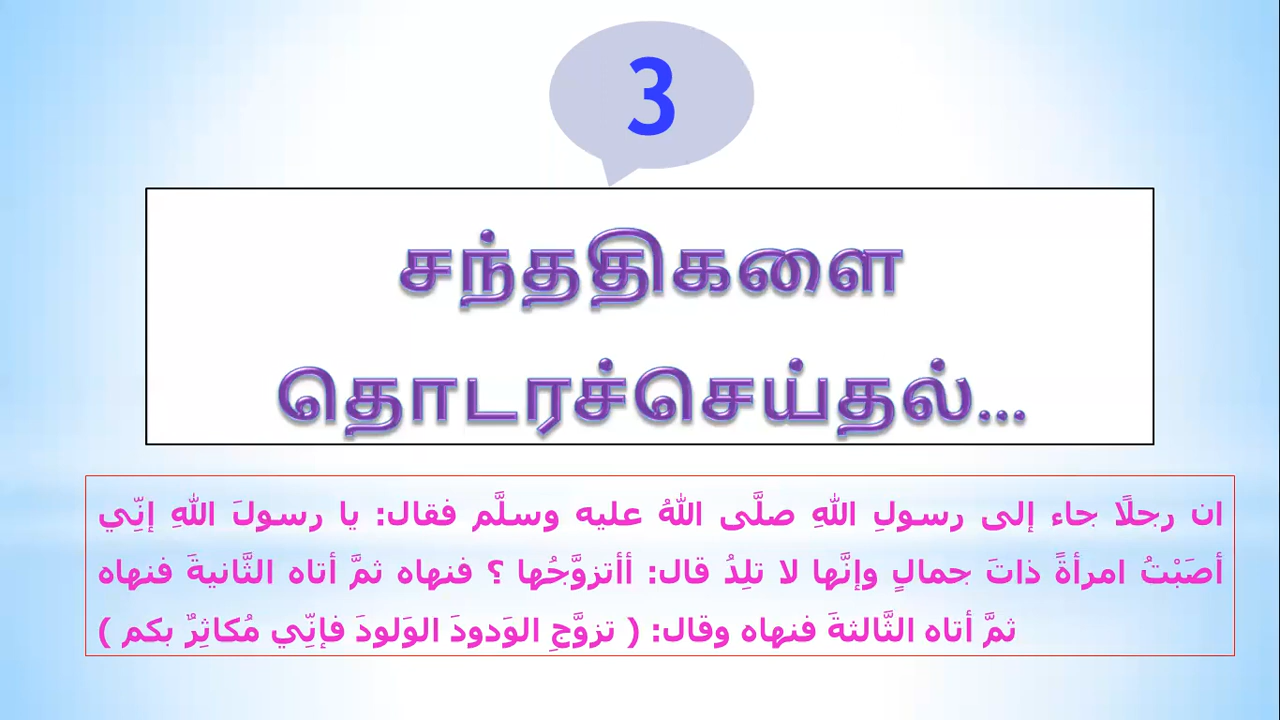 3
சந்ததிகளை
தொடரச்செய்தல்...
ان رجلًا جاء إلى رسولِ اللهِ صلَّى اللهُ عليه وسلَّم فقال: يا رسولَ اللهِ إنِّي
أصَبْتُ امرأةً ذاتَ جمالٍ وإنَّها لا تلِدُ قال: أأتزوَّجُها ؟ فنهاه ثمَّ أتاه الثَّانيةَ فنهاه
ثمَّ أتاه الثَّالثةَ فنهاه وقال: ( تزوَّجِ الوَدودَ الوَلودَ فإنِّي مُكاثِرٌ بكم )